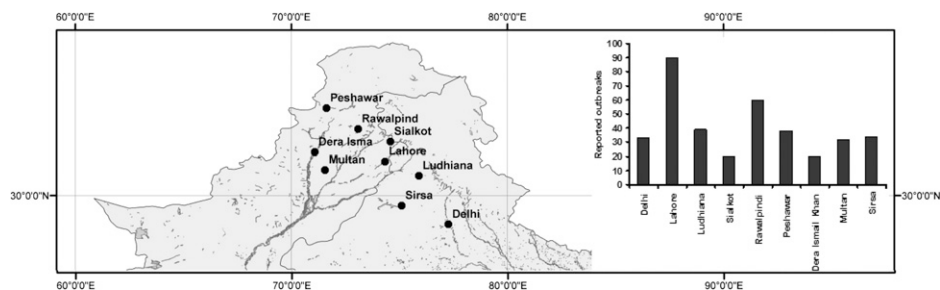 60°0'0"E 70°0'0"E 80°0'0"E 90°0'0"E
Peshawar
Rawalpind
Sialkot
Dera Isma
Lahore
Multan
Ludhiana
Sirsa
Delhi
30°0'0"N
Reported outbreaks
100
90
80
70
60
50
40
30
20
10
0
Delhi
Lahore
Ludhiana
Sialkot
Rawalpindi
Peshawar
Dera Ismail Khan
Multan
Sirsa
30°0'0"N
60°0'0"E 70°0'0"E 80°0'0"E 90°0'0"E